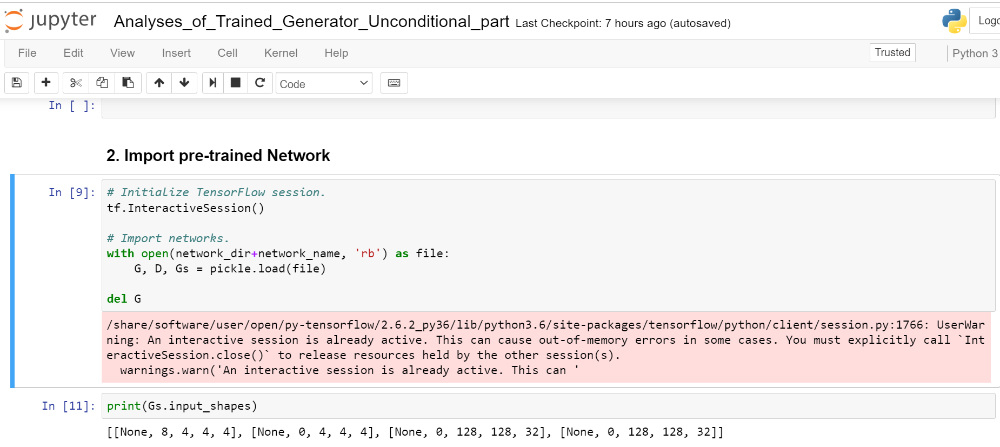 jupyter Analyses_of_Trained_Generator_Unconditional_part Last Checkpoint: 7 hours ago (autosaved)
File Edit View Insert Cell Kernel Help Trusted Python 3
Code
In [ ]:
2. Import pre-trained Network
In [9]: # Initialize TensorFlow session.
tf.InteractiveSession()
# Import networks.
with open(network_dir+network_name, 'rb') as file:
    G, D, Gs = pickle.load(file)
del G
/share/software/user/open/py-tensorflow/2.6.2_py36/lib/python3.6/site-packages/tensorflow/python/client/session.py:1766: UserWar
ning: An interactive session is already active. This can cause out-of-memory errors in some cases. You must explicitly call `Int
eractiveSession.close()` to release resources held by the other session(s).
  warnings.warn('An interactive session is already active. This can '
In [11]: print(Gs.input_shapes)
[[None, 8, 4, 4, 4], [None, 0, 4, 4, 4], [None, 0, 128, 128, 32], [None, 0, 128, 128, 32]]